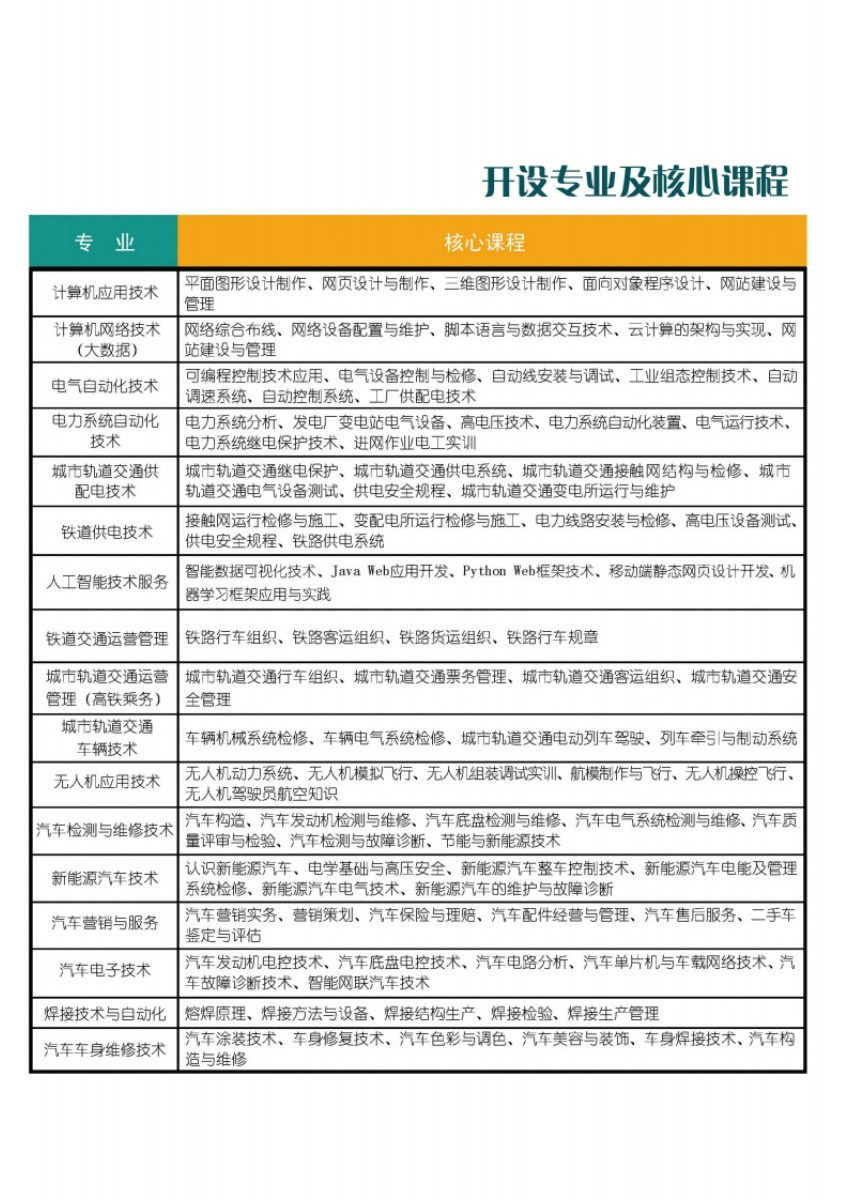 开设专业及核心课程
专 业 核心课程
计算机应用技术
平面图形设计制作、网页设计与制作、三维图形设计制作、面向对象程序设计、网站建设与
管理
计算机网络技术
(大数据)
网络综合布线、网络设备配置与维护、脚本语言与数据交互技术、云计算的架构与实现、网
站建设与管理
电气自动化技术
可编程控制技术应用、电气设备控制与检修、自动线安装与调试、工业组态控制技术、自动
调速系统、自动控制系统、工厂供配电技术
电力系统自动化
技术
电力系统分析、发电厂变电站电气设备、高电压技术、电力系统自动化装置、电气运行技术、
电力系统继电保护技术、进网作业电工实训
城市轨道交通供
配电技术
城市轨道交通继电保护、城市轨道交通供电系统、城市轨道交通接触网结构与检修、城市
轨道交通电气设备测试、供电安全规程、城市轨道交通变电所运行与维护
铁道供电技术
接触网运行检修与施工、变配电所运行检修与施工、电力线路安装与检修、高电压设备测试、
供电安全规程、铁路供电系统
人工智能技术服务
智能数据可视化技术、Java Web应用开发、Python Web框架技术、移动端静态网页设计开发、机
器学习框架应用与实践
铁道交通运营管理
铁路行车组织、铁路客运组织、铁路货运组织、铁路行车规章
城市轨道交通运营
管理（高铁乘务）
城市轨道交通行车组织、城市轨道交通票务管理、城市轨道交通客运组织、城市轨道交通安
全管理
城市轨道交通
车辆技术
车辆机械系统检修、车辆电气系统检修、城市轨道交通电动列车驾驶、列车牵引与制动系统
无人机应用技术
无人机动力系统、无人机模拟飞行、无人机组装调试实训、航模制作与飞行、无人机操控飞行、
无人机驾驶员航空知识
汽车检测与维修技术
汽车构造、汽车发动机检测与维修、汽车底盘检测与维修、汽车电气系统检测与维修、汽车质
量评审与检验、汽车检测与故障诊断、节能与新能源技术
新能源汽车技术
认识新能源汽车、电学基础与高压安全、新能源汽车整车控制技术、新能源汽车电能及管理
系统检修、新能源汽车电气技术、新能源汽车的维护与故障诊断
汽车营销与服务
汽车营销实务、营销策划、汽车保险与理赔、汽车配件经营与管理、汽车售后服务、二手车
鉴定与评估
汽车电子技术
汽车发动机电控技术、汽车底盘电控技术、汽车电路分析、汽车单片机与车载网络技术、汽
车故障诊断技术、智能网联汽车技术
焊接技术与自动化
熔焊原理、焊接方法与设备、焊接结构生产、焊接检验、焊接生产管理
汽车车身维修技术
汽车涂装技术、车身修复技术、汽车色彩与调色、汽车美容与装饰、车身焊接技术、汽车构
造与维修